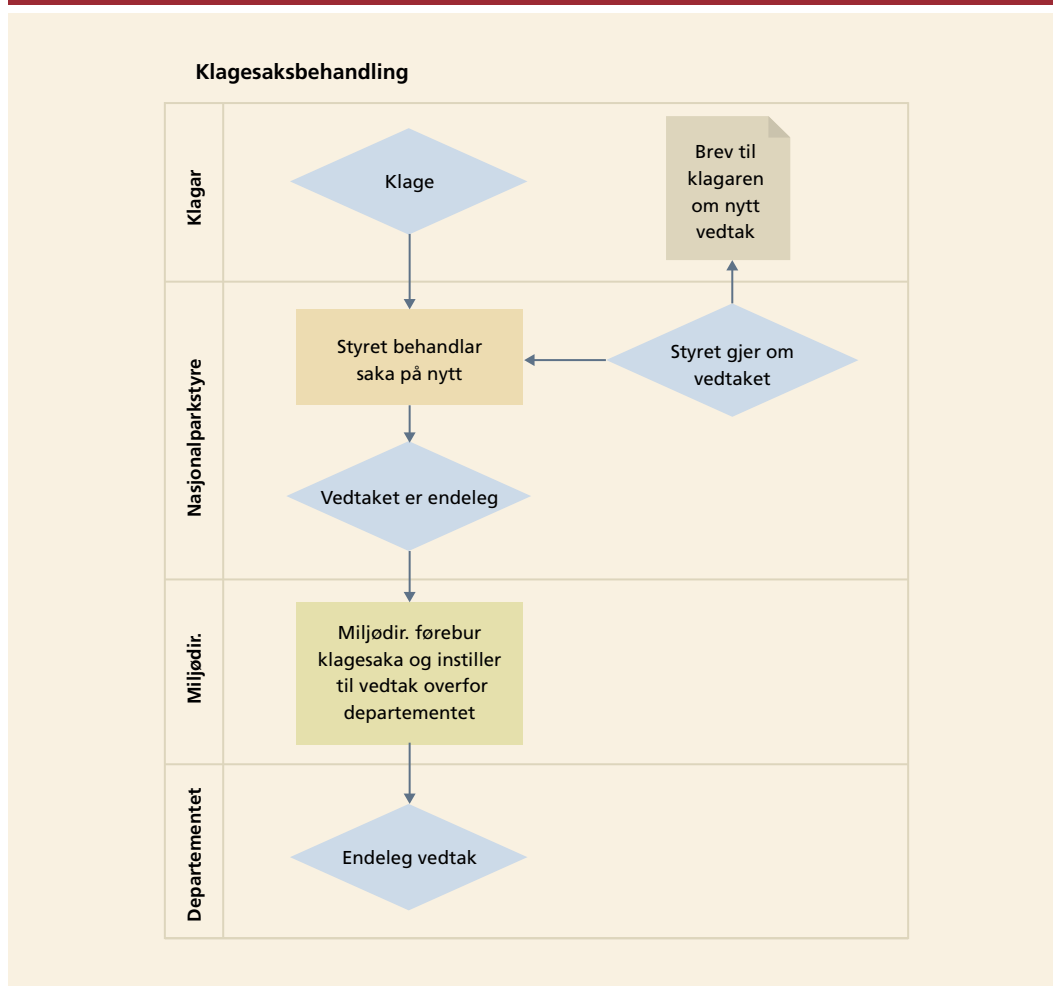 Klagesaksbehandling
Klagar
Klage
Brev til
klagaren
om nytt
vedtak
Nasjonalparkstyre
Styret behandlar
saka på nytt
Styret gjer om
vedtaket
Vedtaket er endeleg
Miljødir.
Miljødir. førebur
klagesaka og instiller
til vedtak overfor
departementet
Departementet
Endeleg vedtak